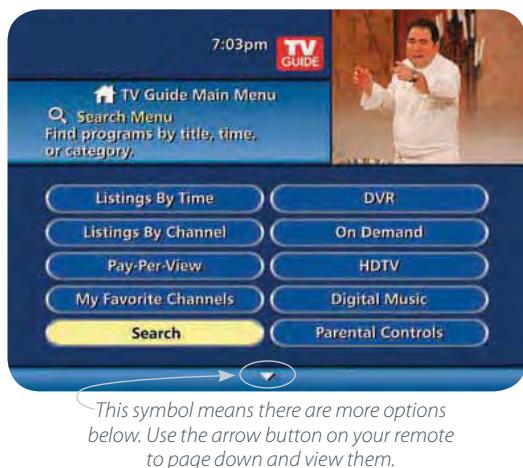 7:03pm
TV
GUIDE
TV Guide Main Menu
Search Menu
Find programs by title, time,
or category.
Listings By Time
DVR
Listings By Channel
On Demand
Pay-Per-View
HDTV
My Favorite Channels
Digital Music
Search
Parental Controls
This symbol means there are more options
below. Use the arrow button on your remote
to page down and view them.